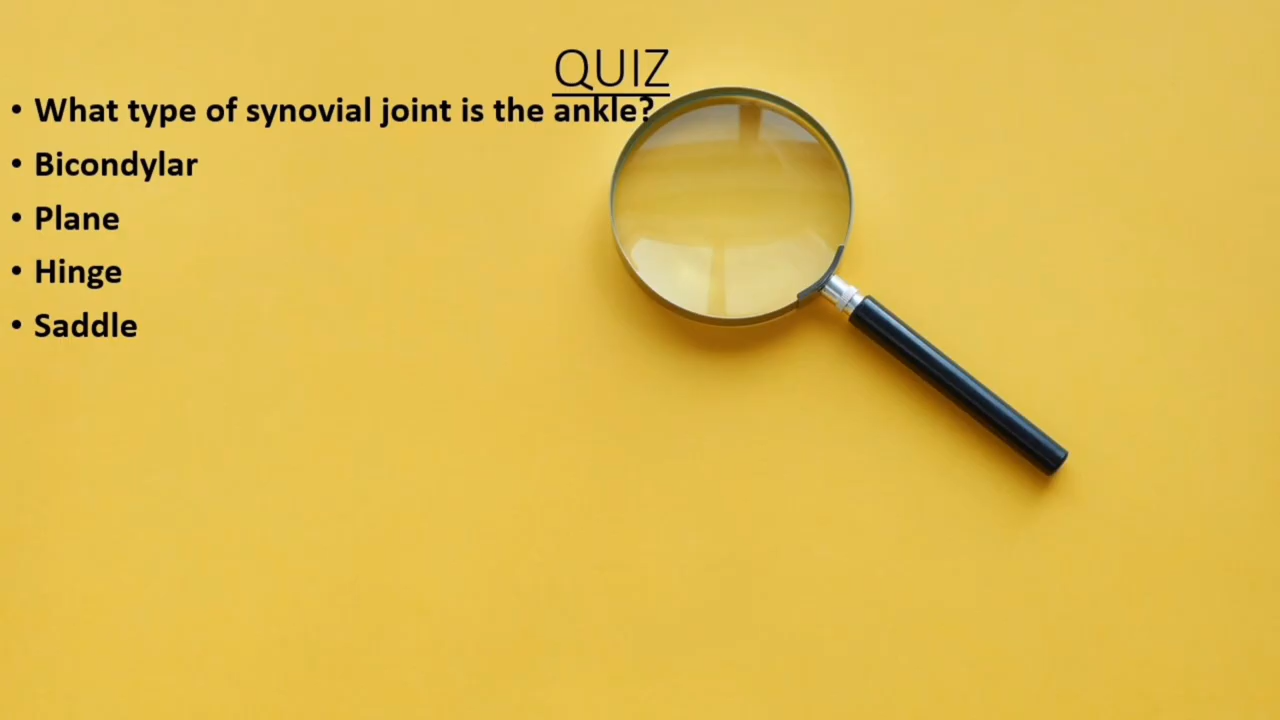 QUIZ
• What type of synovial joint is the ankle?
• Bicondylar
• Plane
• Hinge
• Saddle